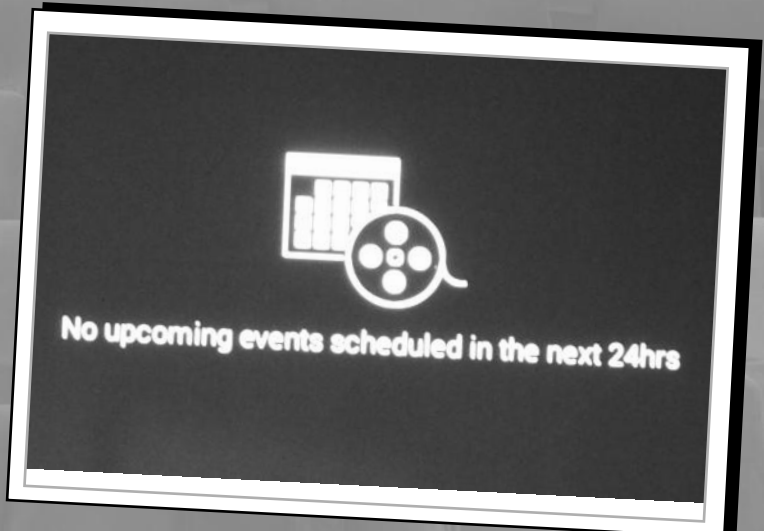 No upcoming events scheduled in the next 24hrs